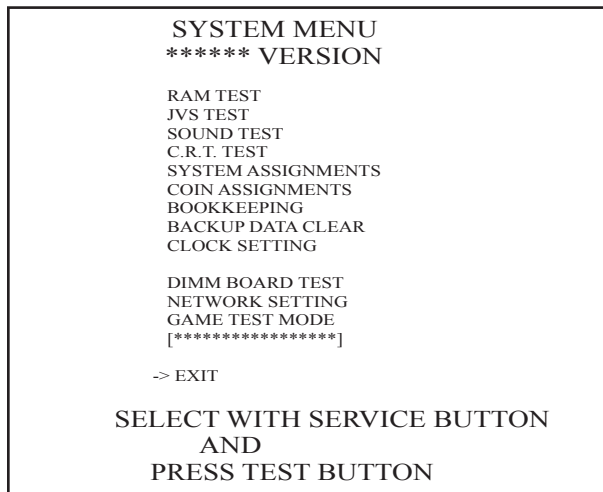 SYSTEM MENU
****** VERSION
RAM TEST
JVS TEST
SOUND TEST
C.R.T. TEST
SYSTEM ASSIGNMENTS
COIN ASSIGNMENTS
BOOKKEEPING
BACKUP DATA CLEAR
CLOCK SETTING
DIMM BOARD TEST
NETWORK SETTING
GAME TEST MODE
[*****************]
-> EXIT
SELECT WITH SERVICE BUTTON
AND
PRESS TEST BUTTON